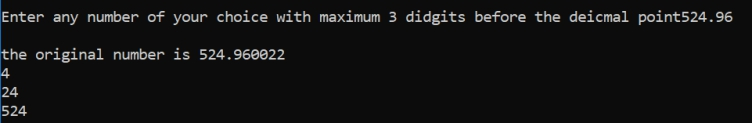 Enter any number of your choice with maximum 3 didgits before the deicmal point524.96
the original number is 524.960022
4
24
524